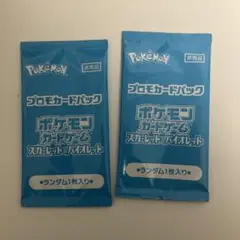 非売品
Pokémon
プロモカードパック
ポケモン
カードゲーム
スカーレット バイオレット
★ランダム1枚入り★
非売品
Pokémon
プロモカードパック
ポケモン
カードゲーム
スカーレット バイオレット
★ランダム1枚入り★